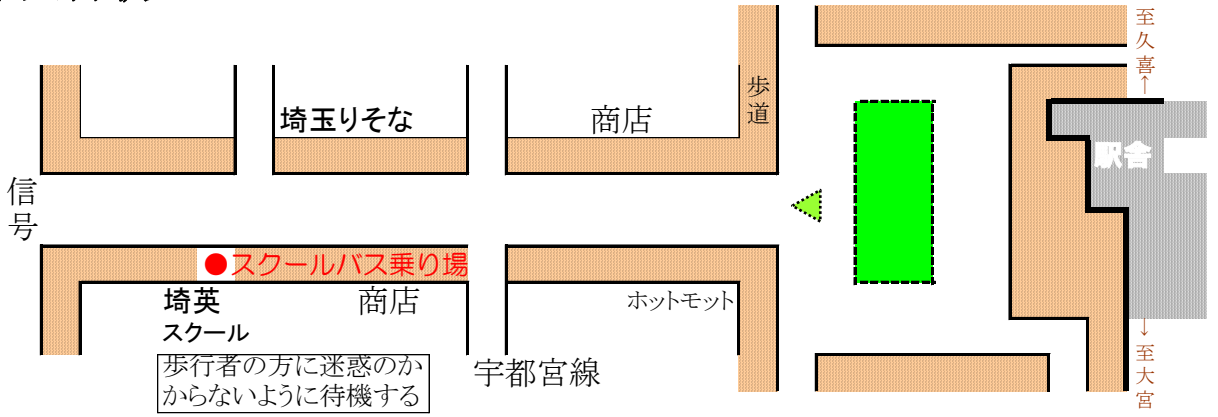 至久喜↑
歩道
埼玉りそな
商店
駅舎
信号
●スクールバス乗り場
埼英
スクール
商店
ホットモット
歩行者の方に迷惑のか
からないように待機する
宇都宮線
↓至大宮